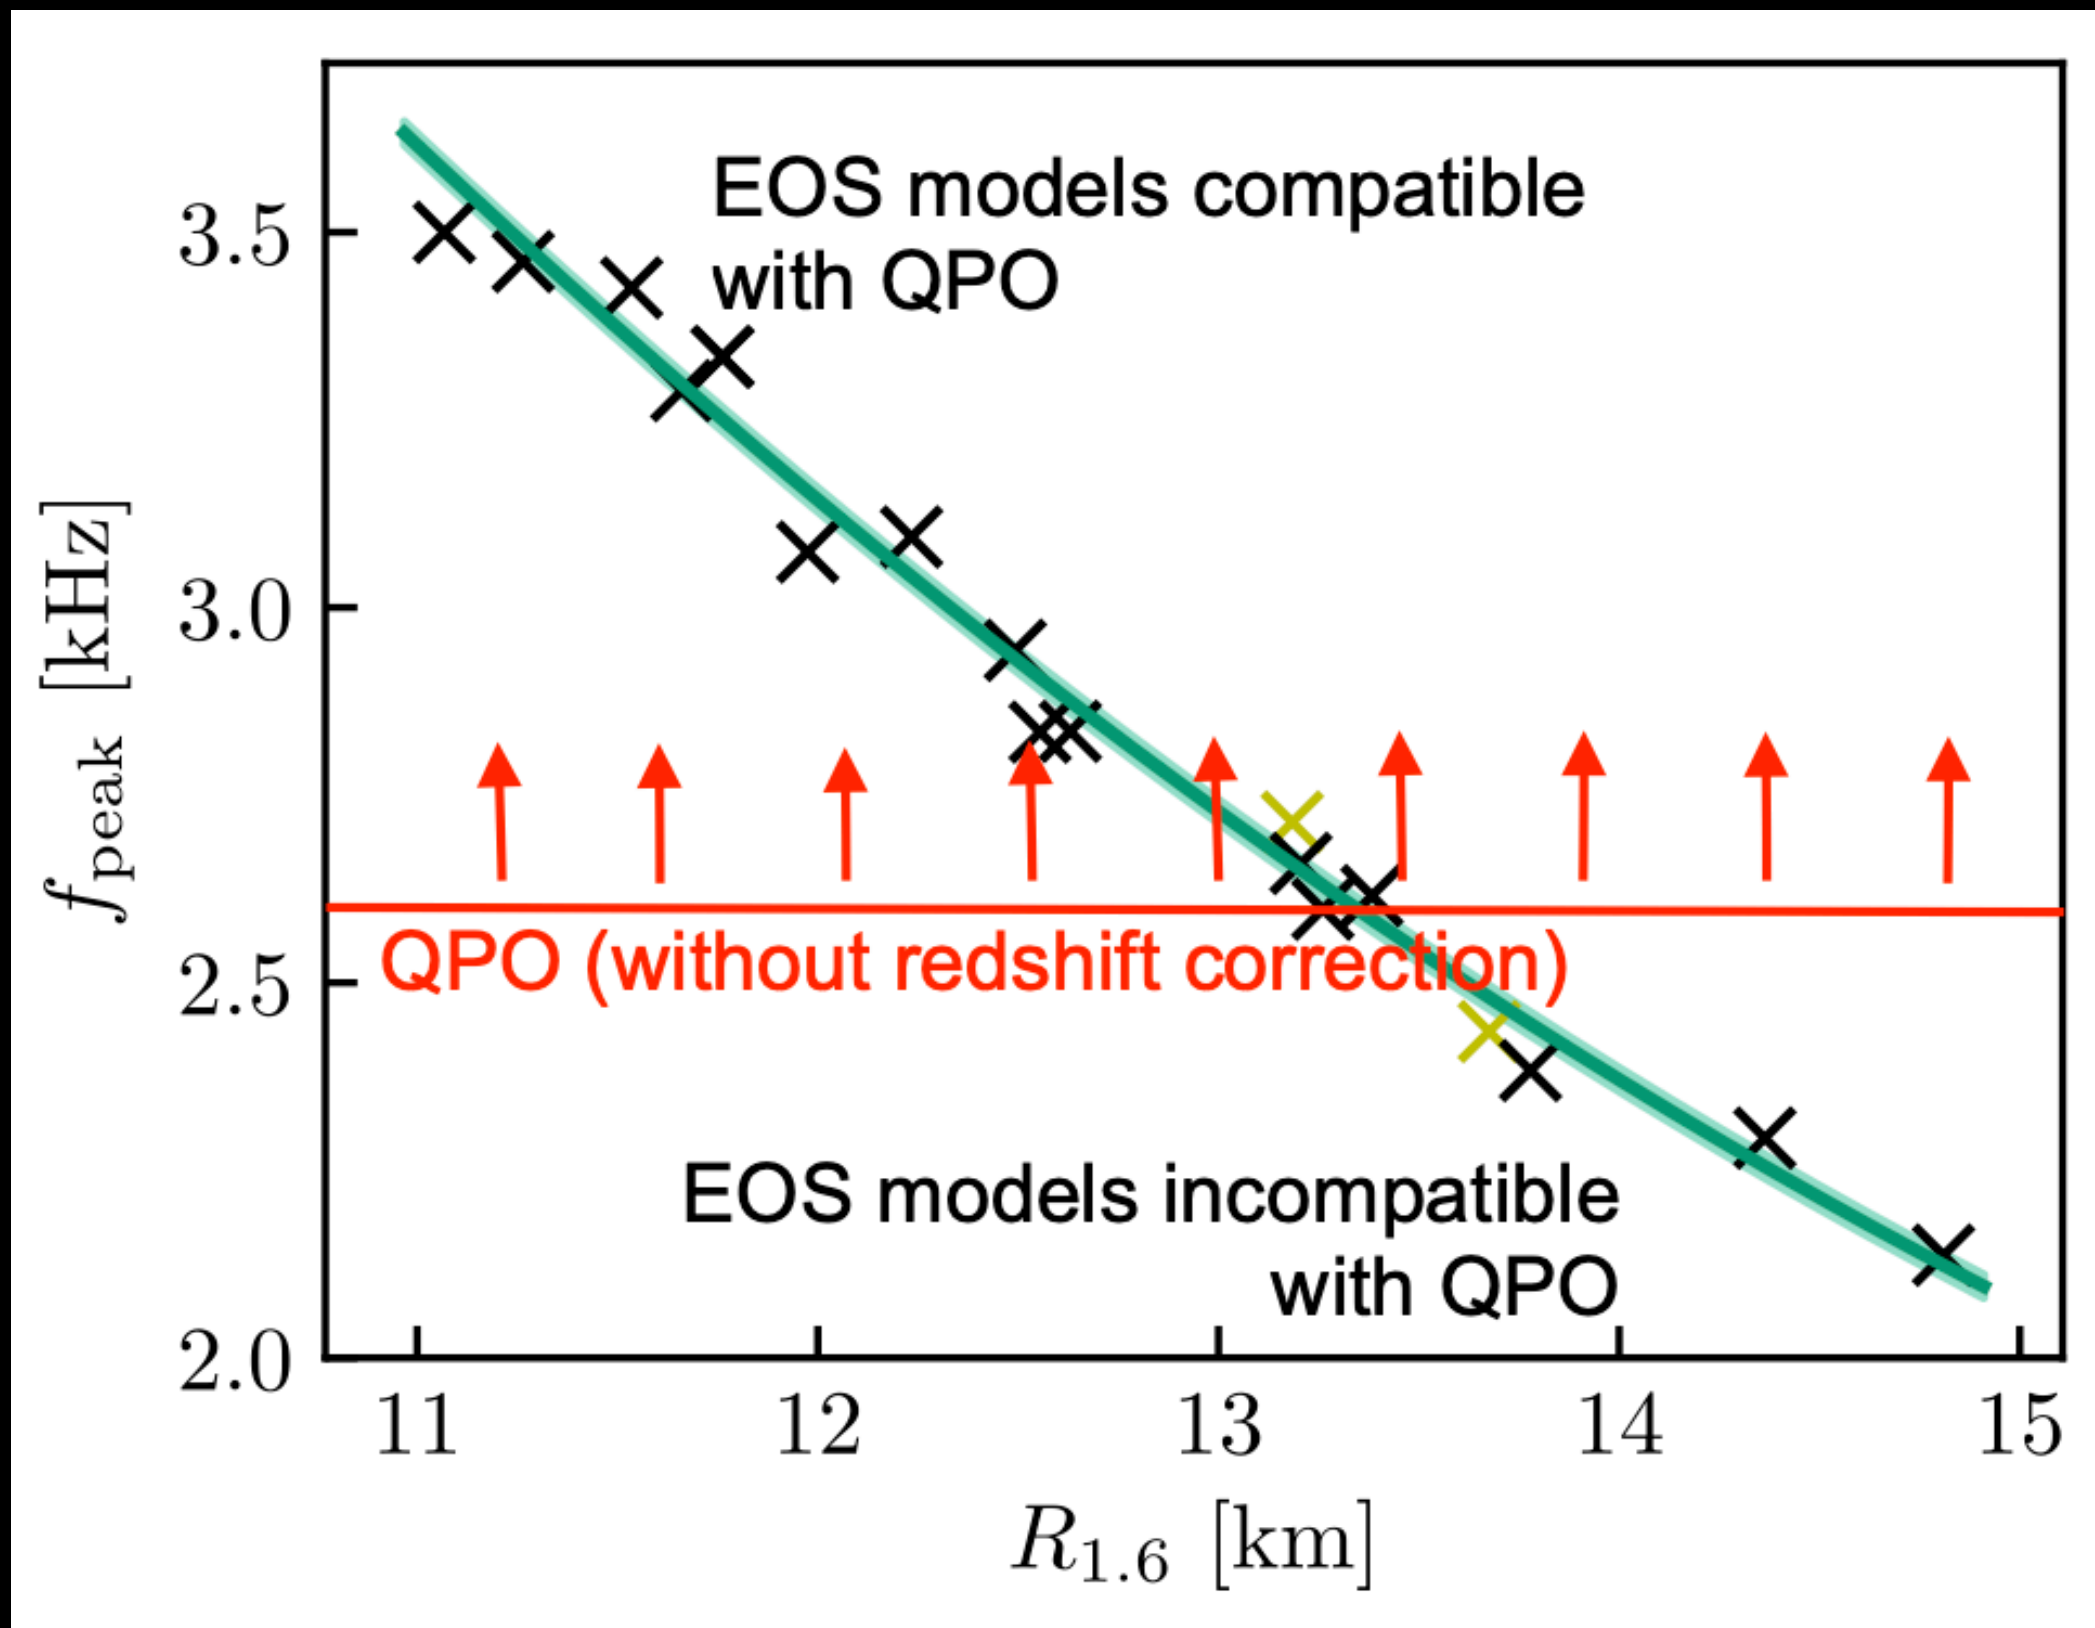 EOS models compatible
with QPO
3.5
3.0
2.5
2.0
f_peak [kHz]
QPO (without redshift correction)
EOS models incompatible
with QPO
11 12 13 14 15
R_1.6 [km]